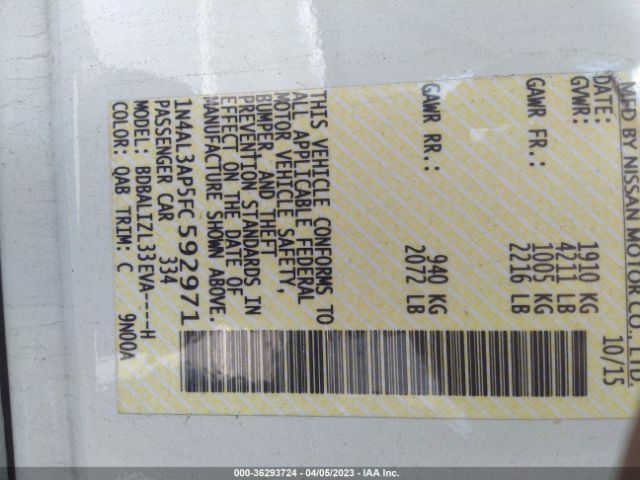 MFD BY NISSAN MOTOR CO., LTD
DATE: 10/15
GVWR: 1910 KG
4211 LB
GAWR FR.: 1005 KG
2216 LB
GAWR RR.: 940 KG
2072 LB
THIS VEHICLE CONFORMS TO
ALL APPLICABLE FEDERAL
MOTOR VEHICLE SAFETY,
BUMPER, AND THEFT
PREVENTION STANDARDS IN
EFFECT ON THE DATE OF
MANUFACTURE SHOWN ABOVE.
1N4AL3AP5FC592971
PASSENGER CAR 334
MODEL: BDBALIZL33EVA----H
COLOR: QAB TRIM: C 9N00A
000-36293724 - 04/05/2023 - IAA Inc.